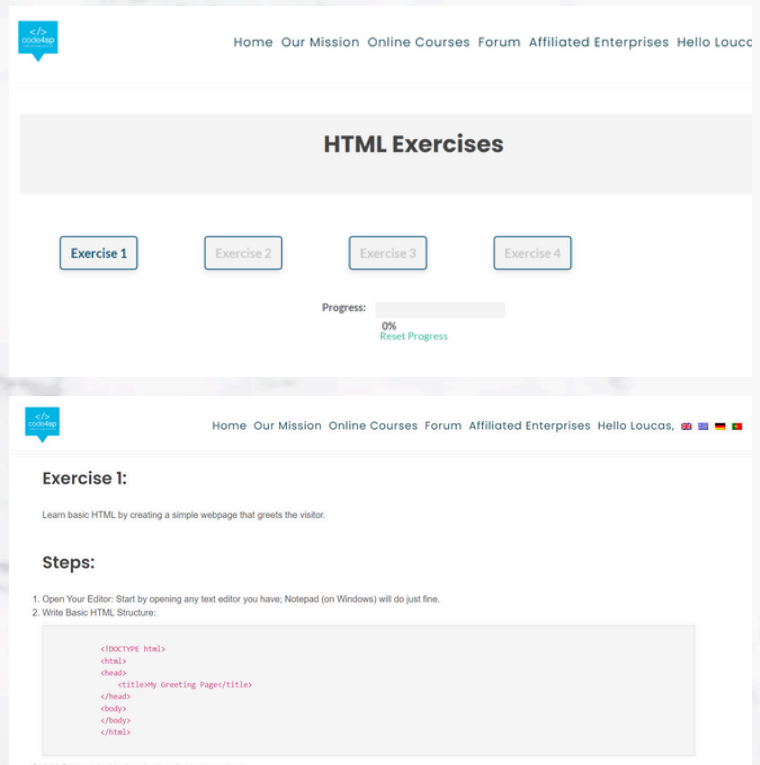 </>
code4sp
Home Our Mission Online Courses Forum Affiliated Enterprises Hello Louc
HTML Exercises
Exercise 1 Exercise 2 Exercise 3 Exercise 4
Progress:
0%
Reset Progress
</>
code4sp
Home Our Mission Online Courses Forum Affiliated Enterprises Hello Loucas,
Exercise 1:
Learn basic HTML by creating a simple webpage that greets the visitor.
Steps:
1. Open Your Editor: Start by opening any text editor you have; Notepad (on Windows) will do just fine.
2. Write Basic HTML Structure:
<!DOCTYPE html>
<html>
<head>
<title>My Greeting Page</title>
</head>
<body>
</body>
</html>